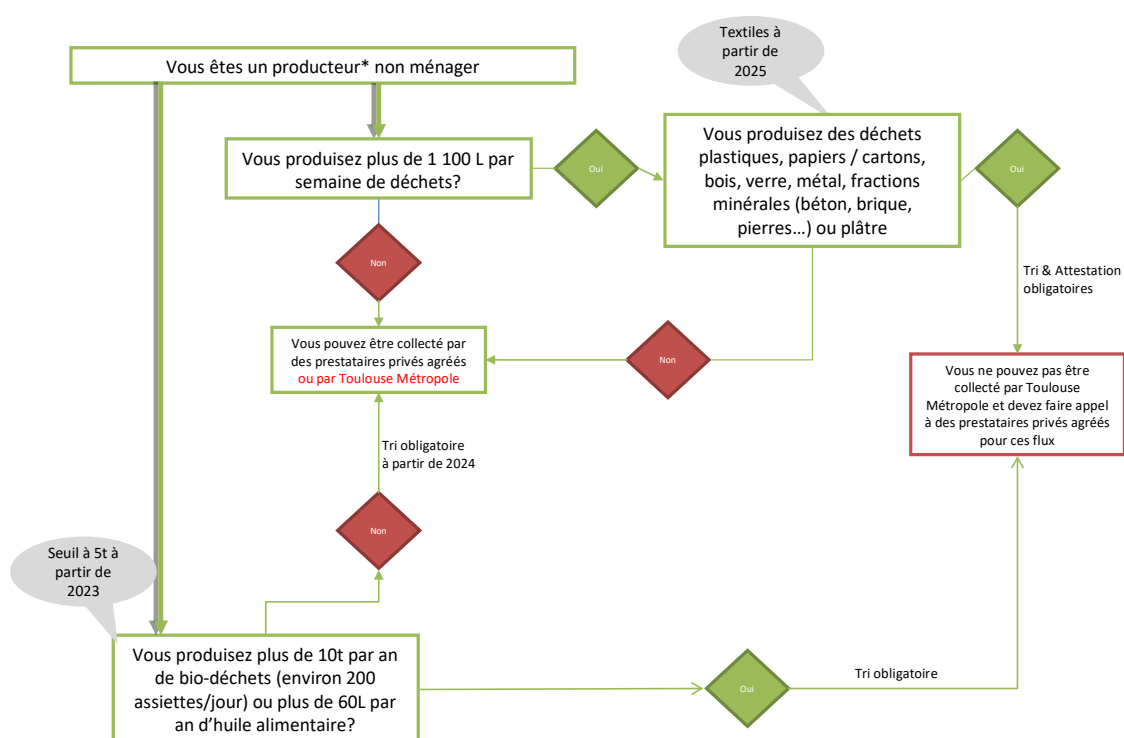 Textiles à
partir de
2025
Vous êtes un producteur* non ménager
Vous produisez plus de 1 100 L par
semaine de déchets?
Oui
Vous produisez des déchets
plastiques, papiers / cartons,
bois, verre, métal, fractions
minérales (béton, brique,
pierres…) ou plâtre
Oui
Non
Tri & Attestation
obligatoires
Vous pouvez être collecté par
des prestataires privés agréés
ou par Toulouse Métropole
Non
Vous ne pouvez pas être
collecté par Toulouse
Métropole et devez faire appel
à des prestataires privés agréés
pour ces flux
Tri obligatoire
à partir de 2024
Non
Seuil à 5t à
partir de
2023
Vous produisez plus de 10t par an
de bio-déchets (environ 200
assiettes/jour) ou plus de 60L par
an d’huile alimentaire?
Oui
Tri obligatoire